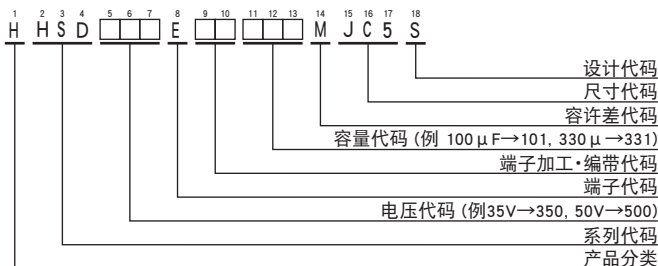 1 2 3 4 5 6 7 8 9 10 11 12 13 14 15 16 17 18
H H S D E M J C 5 S
设计代码
尺寸代码
容许差代码
容量代码 (例 100μF→101, 330μ→331)
端子加工·编带代码
端子代码
电压代码 (例35V→350, 50V→500)
系列代码
产品分类